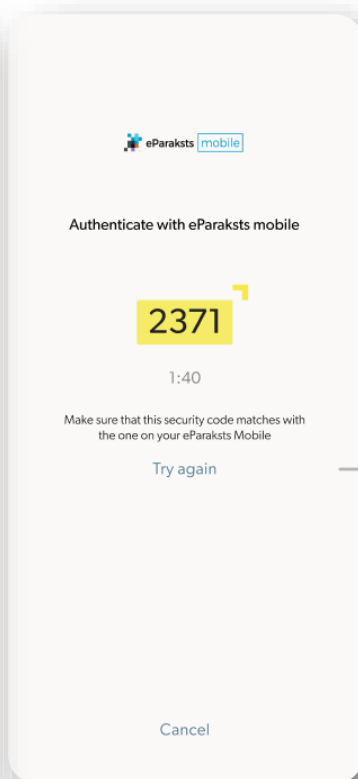 eParaksts mobile
Authenticate with eParaksts mobile
2371
1:40
Make sure that this security code matches with
the one on your eParaksts Mobile
Try again
Cancel